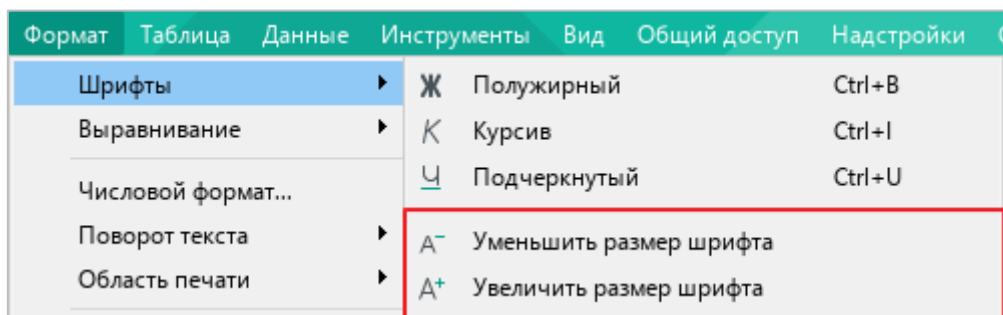 Формат Таблица Данные Инструменты Вид Общий доступ Надстройки
Шрифты
Выравнивание
Числовой формат...
Поворот текста
Область печати
Ж Полужирный Ctrl+B
К Курсив Ctrl+I
Ч Подчеркнутый Ctrl+U
A- Уменьшить размер шрифта
A+ Увеличить размер шрифта